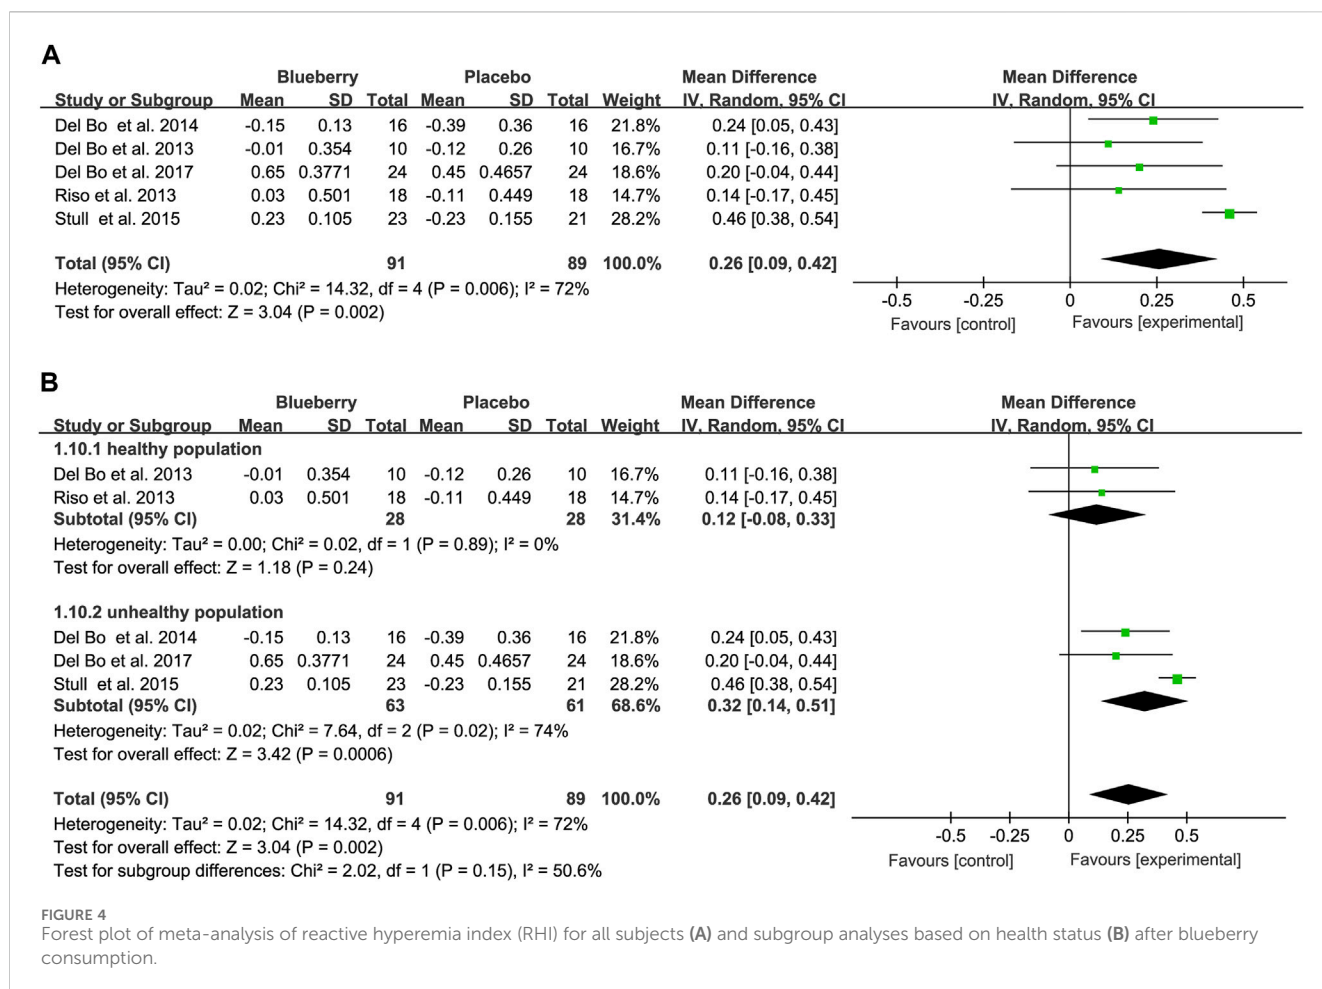 A
Blueberry Placebo Mean Difference Mean Difference
Study or Subgroup Mean SD Total Mean SD Total Weight IV, Random, 95% CI IV, Random, 95% CI
Del Bo et al. 2014 -0.15 0.13 16 -0.39 0.36 16 21.8% 0.24 [0.05, 0.43]
Del Bo et al. 2013 -0.01 0.354 10 -0.12 0.26 10 16.7% 0.11 [-0.16, 0.38]
Del Bo et al. 2017 0.65 0.3771 24 0.45 0.4657 24 18.6% 0.20 [-0.04, 0.44]
Riso et al. 2013 0.03 0.501 18 -0.11 0.449 18 14.7% 0.14 [-0.17, 0.45]
Stull et al. 2015 0.23 0.105 23 -0.23 0.155 21 28.2% 0.46 [0.38, 0.54]
Total (95% CI) 91 89 100.0% 0.26 [0.09, 0.42]
Heterogeneity: Tau² = 0.02; Chi² = 14.32, df = 4 (P = 0.006); I² = 72%
Test for overall effect: Z = 3.04 (P = 0.002)
-0.5 -0.25 0 0.25 0.5
Favours [control] Favours [experimental]
B
Blueberry Placebo Mean Difference Mean Difference
Study or Subgroup Mean SD Total Mean SD Total Weight IV, Random, 95% CI IV, Random, 95% CI
1.10.1 healthy population
Del Bo et al. 2013 -0.01 0.354 10 -0.12 0.26 10 16.7% 0.11 [-0.16, 0.38]
Riso et al. 2013 0.03 0.501 18 -0.11 0.449 18 14.7% 0.14 [-0.17, 0.45]
Subtotal (95% CI) 28 28 31.4% 0.12 [-0.08, 0.33]
Heterogeneity: Tau² = 0.00; Chi² = 0.02, df = 1 (P = 0.89); I² = 0%
Test for overall effect: Z = 1.18 (P = 0.24)
1.10.2 unhealthy population
Del Bo et al. 2014 -0.15 0.13 16 -0.39 0.36 16 21.8% 0.24 [0.05, 0.43]
Del Bo et al. 2017 0.65 0.3771 24 0.45 0.4657 24 18.6% 0.20 [-0.04, 0.44]
Stull et al. 2015 0.23 0.105 23 -0.23 0.155 21 28.2% 0.46 [0.38, 0.54]
Subtotal (95% CI) 63 61 68.6% 0.32 [0.14, 0.51]
Heterogeneity: Tau² = 0.02; Chi² = 7.64, df = 2 (P = 0.02); I² = 74%
Test for overall effect: Z = 3.42 (P = 0.0006)
Total (95% CI) 91 89 100.0% 0.26 [0.09, 0.42]
Heterogeneity: Tau² = 0.02; Chi² = 14.32, df = 4 (P = 0.006); I² = 72%
Test for overall effect: Z = 3.04 (P = 0.002)
Test for subgroup differences: Chi² = 2.02, df = 1 (P = 0.15), I² = 50.6%
-0.5 -0.25 0 0.25 0.5
Favours [control] Favours [experimental]
FIGURE 4
Forest plot of meta-analysis of reactive hyperemia index (RHI) for all subjects (A) and subgroup analyses based on health status (B) after blueberry
consumption.